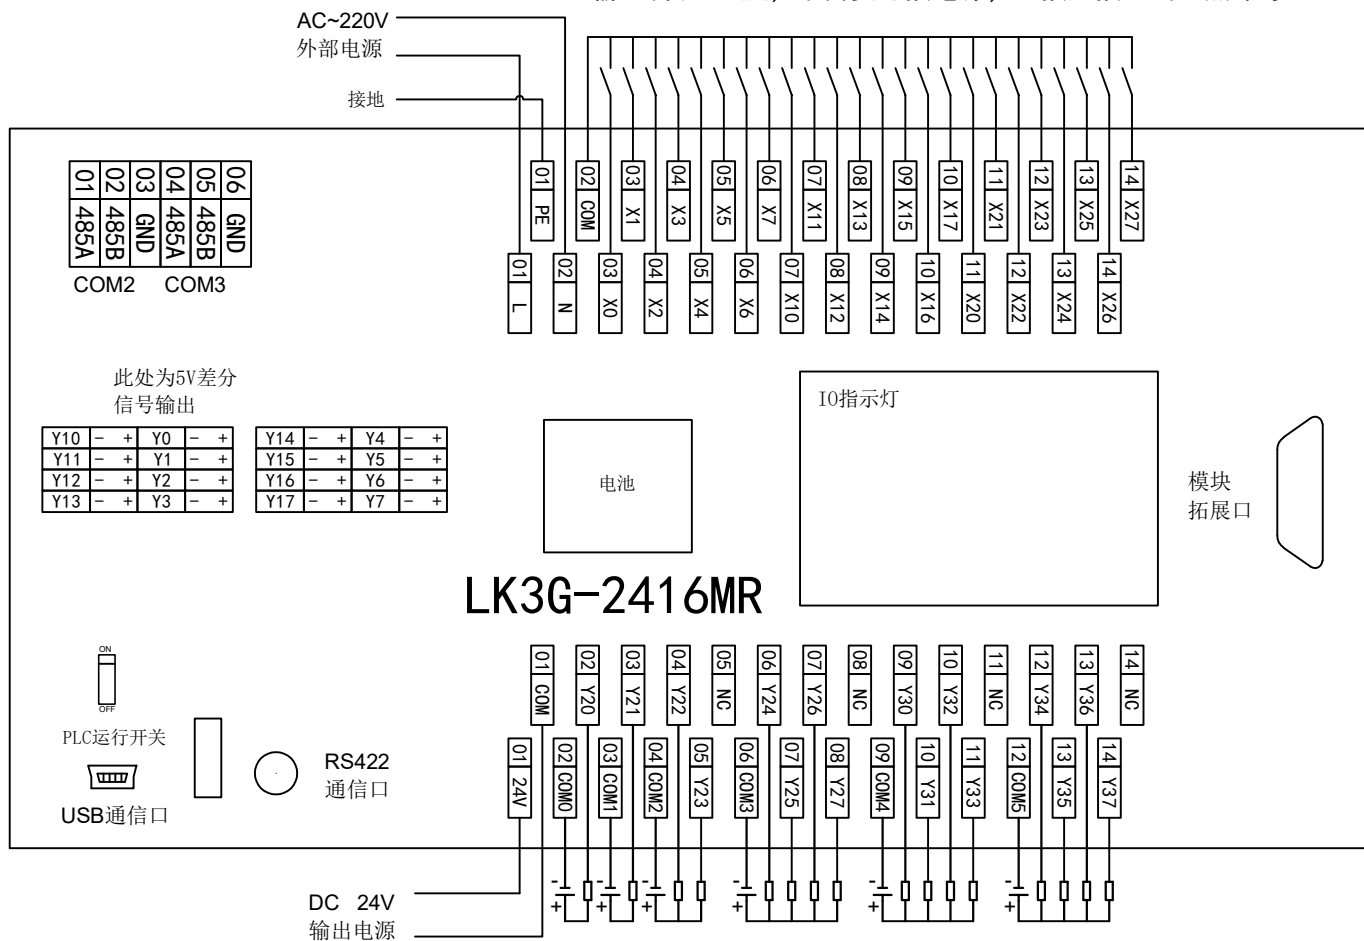 AC~220V
外部电源
接地
01 485A
02 485B
03 GND
04 485A
05 485B
06 GND
COM2 COM3
01 PE
02 COM
03 X1
04 X3
05 X5
06 X7
07 X11
08 X13
09 X15
10 X17
11 X21
12 X23
13 X25
14 X27
01 L
02 N
03 X0
04 X2
05 X4
06 X6
07 X10
08 X12
09 X14
10 X16
11 X20
12 X22
13 X24
14 X26
此处为5V差分
信号输出
Y10 - + Y0 - +
Y11 - + Y1 - +
Y12 - + Y2 - +
Y13 - + Y3 - +
Y14 - + Y4 - +
Y15 - + Y5 - +
Y16 - + Y6 - +
Y17 - + Y7 - +
电池
IO指示灯
模块
拓展口
LK3G-2416MR
ON
OFF
PLC运行开关
USB通信口
RS422
通信口
01 COM
02 Y20
03 Y21
04 Y22
05 NC
06 Y24
07 Y26
08 NC
09 Y30
10 Y32
11 NC
12 Y34
13 Y36
14 NC
01 24V
02 COM0
03 COM1
04 COM2
05 Y23
06 COM3
07 Y25
08 Y27
09 COM4
10 Y31
11 Y33
12 COM5
13 Y35
14 Y37
- - - - - -
+ + + + + +
DC 24V
输出电源